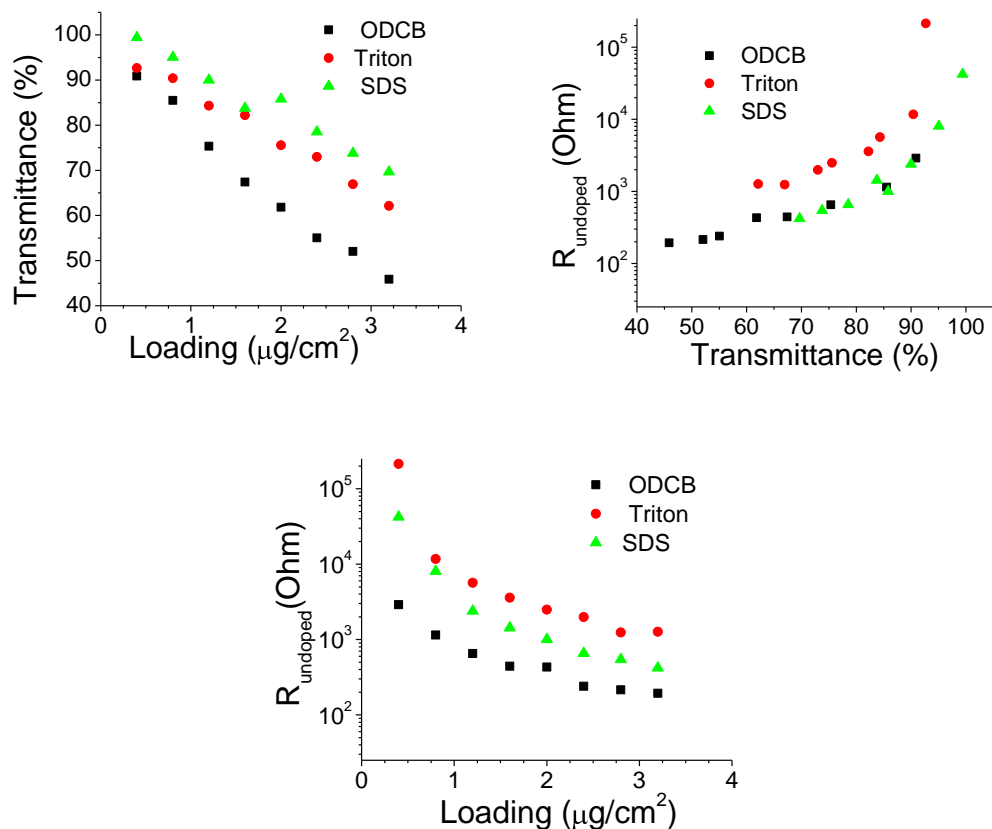 100
90
80
70
60
50
40
Transmittance (%)
ODCB
Triton
SDS
0 1 2 3 4
Loading (μg/cm²)
10⁵
10⁴
10³
10²
R_undoped (Ohm)
ODCB
Triton
SDS
40 50 60 70 80 90 100
Transmittance (%)
10⁵
10⁴
10³
10²
R_undoped(Ohm)
ODCB
Triton
SDS
0 1 2 3 4
Loading (μg/cm²)